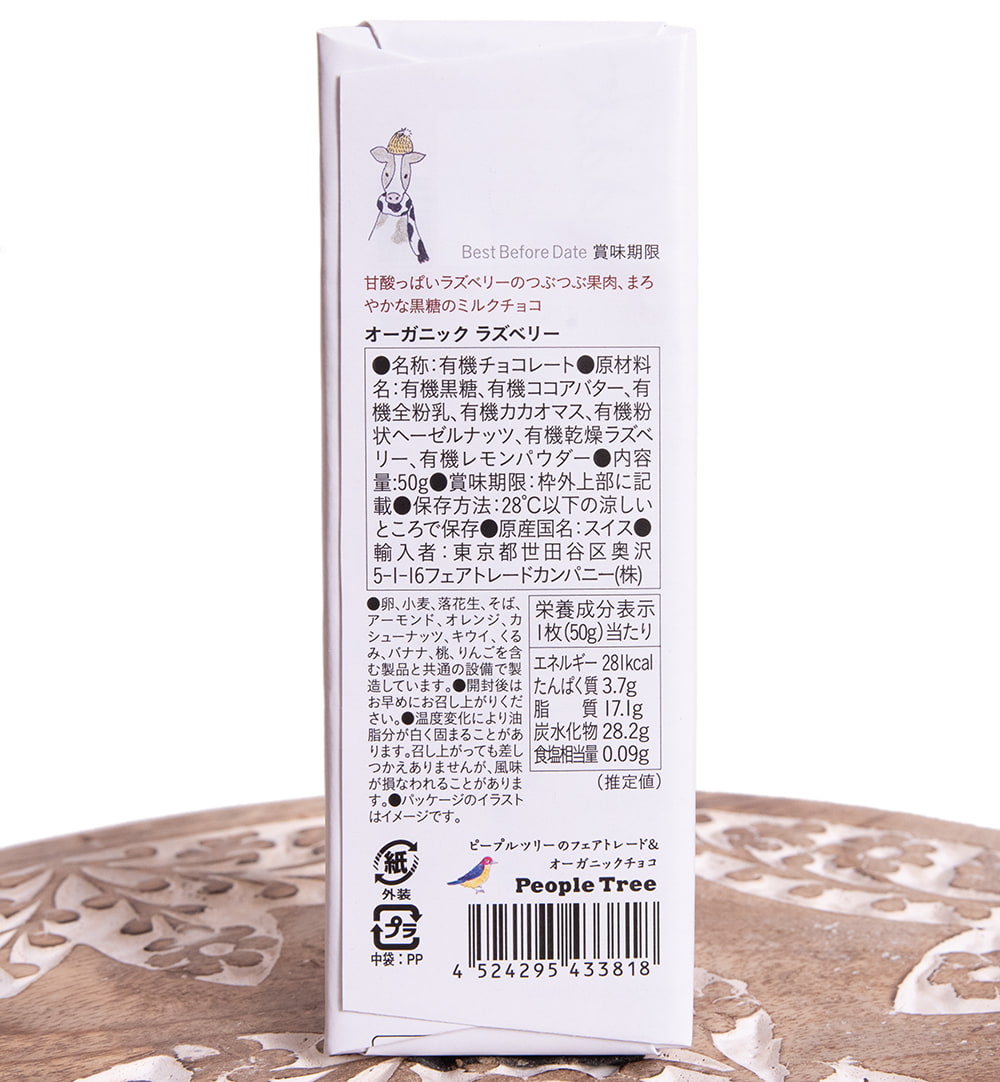 Best Before Date 賞味期限
甘酸っぱいラズベリーのつぶつぶ果肉、まろ
やかな黒糖のミルクチョコ
オーガニック ラズベリー
●名称：有機チョコレート●原材料
名：有機黒糖、有機ココアバター、有
機全粉乳、有機カカオマス、有機粉
状ヘーゼルナッツ、有機乾燥ラズベ
リー、有機レモンパウダー●内容
量:50g●賞味期限：枠外上部に記
載●保存方法：28℃以下の涼しい
ところで保存●原産国名：スイス●
輸入者：東京都世田谷区奥沢
5-1-16フェアトレードカンパニー(株)
●卵、小麦、落花生、そば、
アーモンド、オレンジ、カ
シューナッツ、キウイ、くる
み、バナナ、桃、りんごを含
む製品と共通の設備で製
造しています。●開封後は
お早めにお召し上がりくだ
さい。●温度変化により油
脂分が白く固まることがあ
ります。召し上がっても差し
つかえありませんが、風味
が損なわれることがありま
す。●パッケージのイラスト
はイメージです。
栄養成分表示
1枚(50g)当たり
エネルギー 281kcal
たんぱく質 3.7g
脂 質 17.1g
炭水化物 28.2g
食塩相当量 0.09g
(推定値)
紙
外装
プラ
中袋：PP
ピープルツリーのフェアトレード&
オーガニックチョコ
People Tree
4 524295 433818